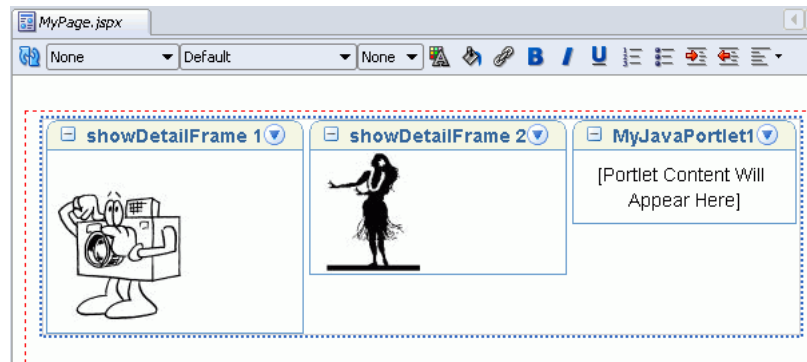 MyPage.jspx
None Default None B I U
showDetailFrame 1 showDetailFrame 2 MyJavaPortlet1
[Portlet Content Will
Appear Here]